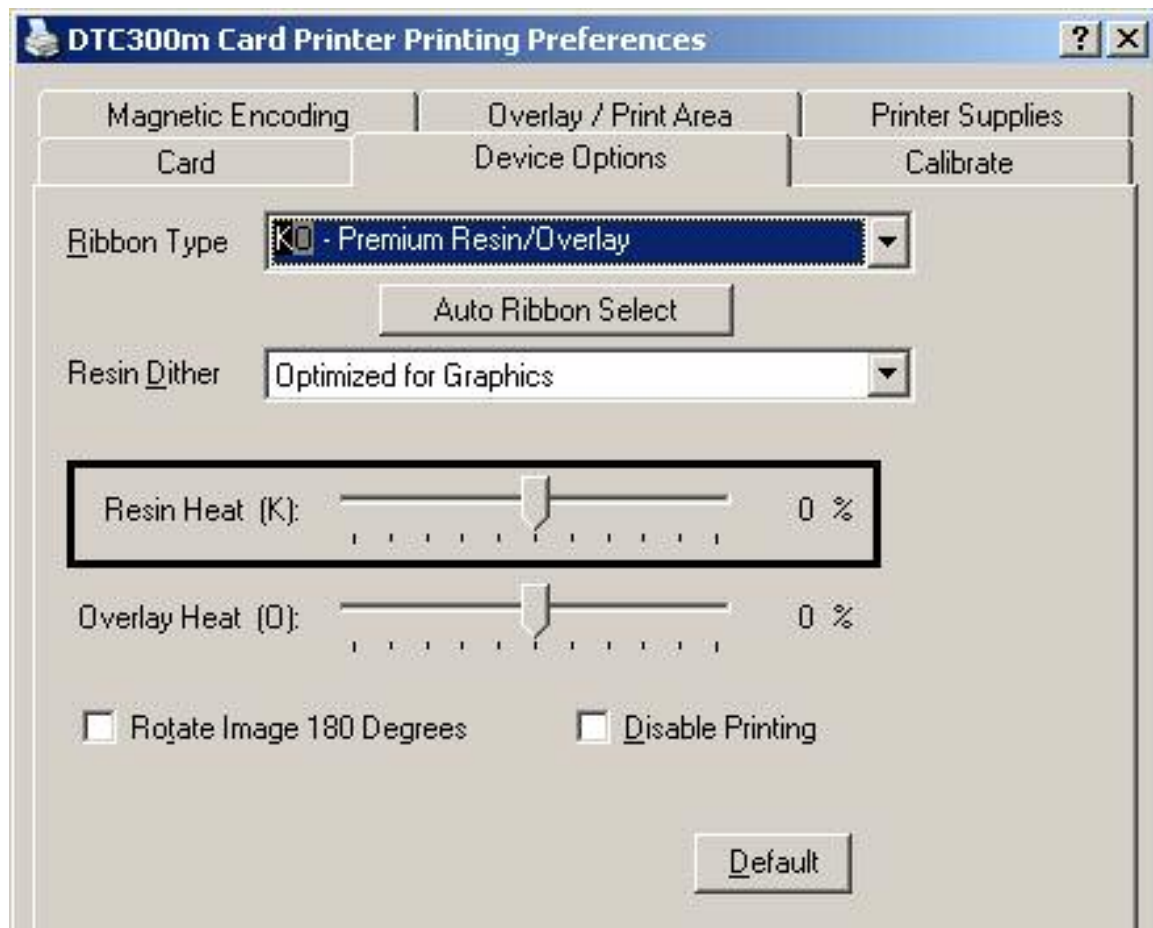 DTC300m Card Printer Printing Preferences
Magnetic Encoding Overlay / Print Area Printer Supplies
Card Device Options Calibrate
Ribbon Type KO - Premium Resin/Overlay
Auto Ribbon Select
Resin Dither Optimized for Graphics
Resin Heat (K): 0 %
Overlay Heat (O): 0 %
Rotate Image 180 Degrees Disable Printing
Default